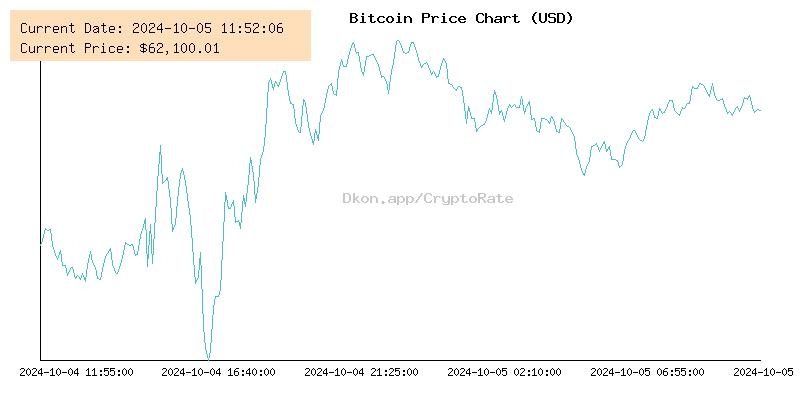 Bitcoin Price Chart (USD)
Current Date: 2024-10-05 11:52:06
Current Price: $62,100.01
Dkon.app/CryptoRate
2024-10-04 11:55:00 2024-10-04 16:40:00 2024-10-04 21:25:00 2024-10-05 02:10:00 2024-10-05 06:55:00 2024-10-05